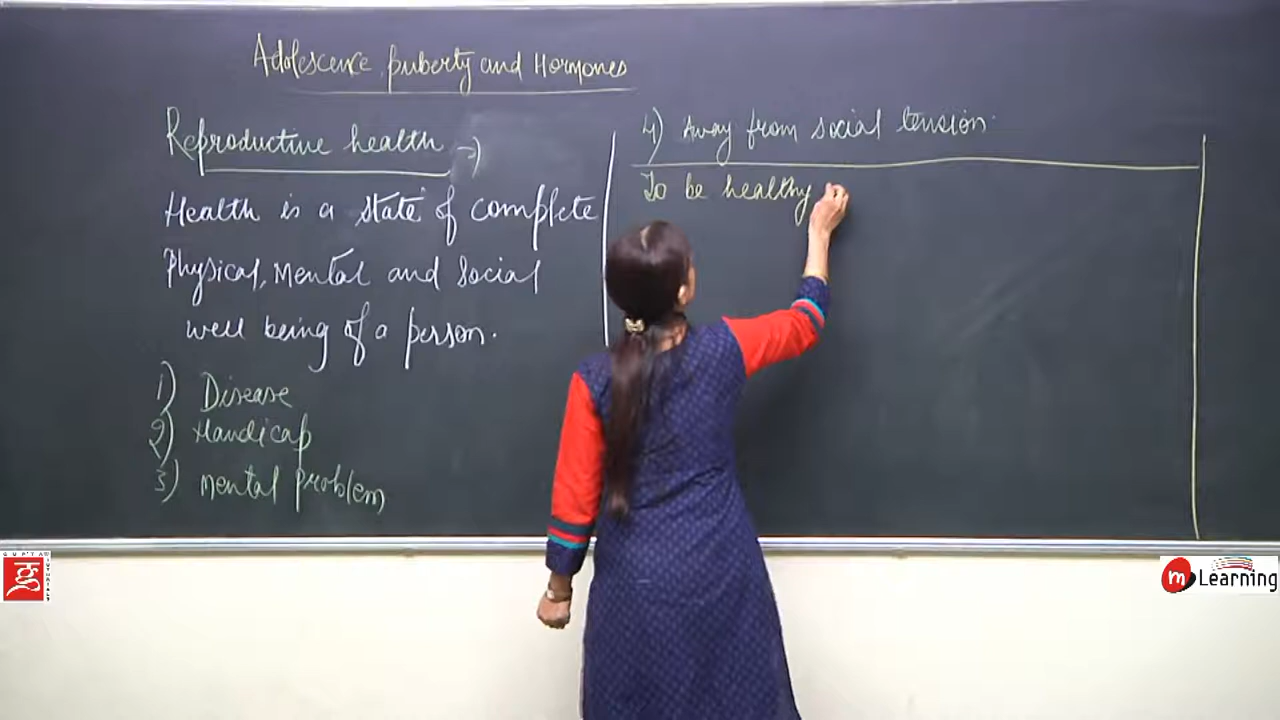 Adolescence, puberty and Hormones
Reproductive health →
Health is a state of complete
Physical, Mental and Social
well being of a person.
1) Disease
2) Handicap
3) mental problem
4) Away from social tension.
To be healthy
m Learning